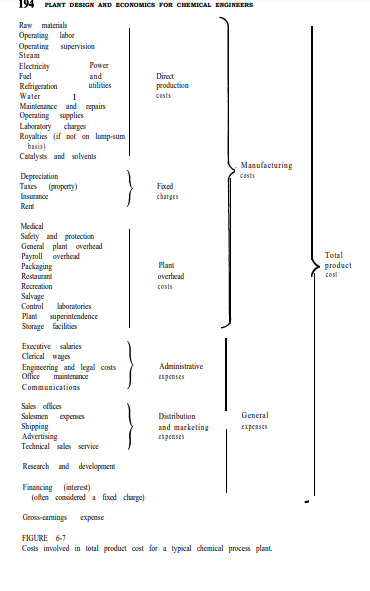 194 PLANT DESIGN AND ECONOMICS FOR CHEMICAL ENGINEERS
Raw materials
Operating labor
Operating supervision
Steam
Electricity
Fuel
Refrigeration
Water
Power
and
utilities
Maintenance and repairs
Operating supplies
Laboratory charges
Royalties (if not on lump-sum
basis)
Catalysts and solvents
Direct
production
costs
Depreciation
Taxes (property)
Insurance
Rent
Fixed
charges
Medical
Safety and protection
General plant overhead
Payroll overhead
Packaging
Restaurant
Recreation
Salvage
Control laboratories
Plant superintendence
Storage facilities
Plant
overhead
costs
Manufacturing
costs
Executive salaries
Clerical wages
Engineering and legal costs
Office maintenance
Communications
Administrative
expenses
Sales offices
Salesmen expenses
Shipping
Advertising
Technical sales service
Distribution
and marketing
expenses
General
expenses
Research and development
Financing (interest)
(often considered a fixed charge)
Total
product
cost
Gross-earnings expense
FIGURE 6-7
Costs involved in total product cost for a typical chemical process plant.